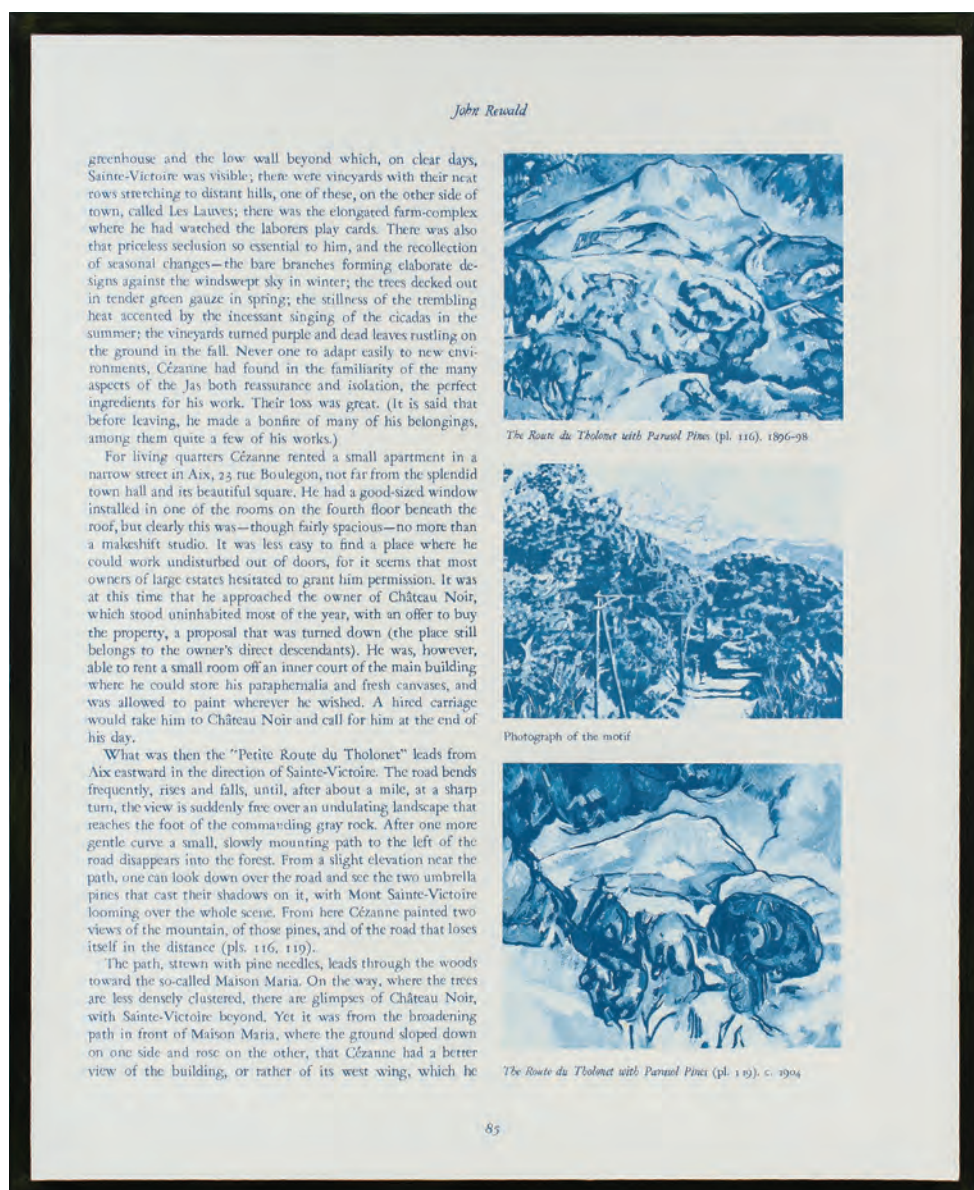 John Rewald
greenhouse and the low wall beyond which, on clear days,
Sainte-Victoire was visible; there were vineyards with their neat
rows stretching to distant hills, one of these, on the other side of
town, called Les Lauves; there was the elongated farm-complex
where he had watched the laborers play cards. There was also
that priceless seclusion so essential to him, and the recollection
of seasonal changes—the bare branches forming elaborate de-
signs against the windswept sky in winter; the trees decked out
in tender green gauze in spring; the stillness of the trembling
heat accented by the incessant singing of the cicadas in the
summer; the vineyards turned purple and dead leaves rustling on
the ground in the fall. Never one to adapt easily to new envi-
ronments, Cézanne had found in the familiarity of the many
aspects of the Jas both reassurance and isolation, the perfect
ingredients for his work. Their loss was great. (It is said that
before leaving, he made a bonfire of many of his belongings,
among them quite a few of his works.)
For living quarters Cézanne rented a small apartment in a
narrow street in Aix, 23 rue Boulegon, not far from the splendid
town hall and its beautiful square. He had a good-sized window
installed in one of the rooms on the fourth floor beneath the
roof, but clearly this was—though fairly spacious—no more than
a makeshift studio. It was less easy to find a place where he
could work undisturbed out of doors, for it seems that most
owners of large estates hesitated to grant him permission. It was
at this time that he approached the owner of Château Noir,
which stood uninhabited most of the year, with an offer to buy
the property, a proposal that was turned down (the place still
belongs to the owner's direct descendants). He was, however,
able to rent a small room off an inner court of the main building
where he could store his paraphernalia and fresh canvases, and
was allowed to paint wherever he wished. A hired carriage
would take him to Château Noir and call for him at the end of
his day.
What was then the "Petite Route du Tholonet" leads from
Aix eastward in the direction of Sainte-Victoire. The road bends
frequently, rises and falls, until, after about a mile, at a sharp
turn, the view is suddenly free over an undulating landscape that
reaches the foot of the commanding gray rock. After one more
gentle curve a small, slowly mounting path to the left of the
road disappears into the forest. From a slight elevation near the
path, one can look down over the road and see the two umbrella
pines that cast their shadows on it, with Mont Sainte-Victoire
looming over the whole scene. From here Cézanne painted two
views of the mountain, of those pines, and of the road that loses
itself in the distance (pls. 116, 119).
The path, strewn with pine needles, leads through the woods
toward the so-called Maison Maria. On the way, where the trees
are less densely clustered, there are glimpses of Château Noir,
with Sainte-Victoire beyond. Yet it was from the broadening
path in front of Maison Maria, where the ground sloped down
on one side and rose on the other, that Cézanne had a better
view of the building, or rather of its west wing, which he
The Route du Tholonet with Parasol Pines (pl. 116). 1896-98
Photograph of the motif
The Route du Tholonet with Parasol Pines (pl. 119). c. 1904
85